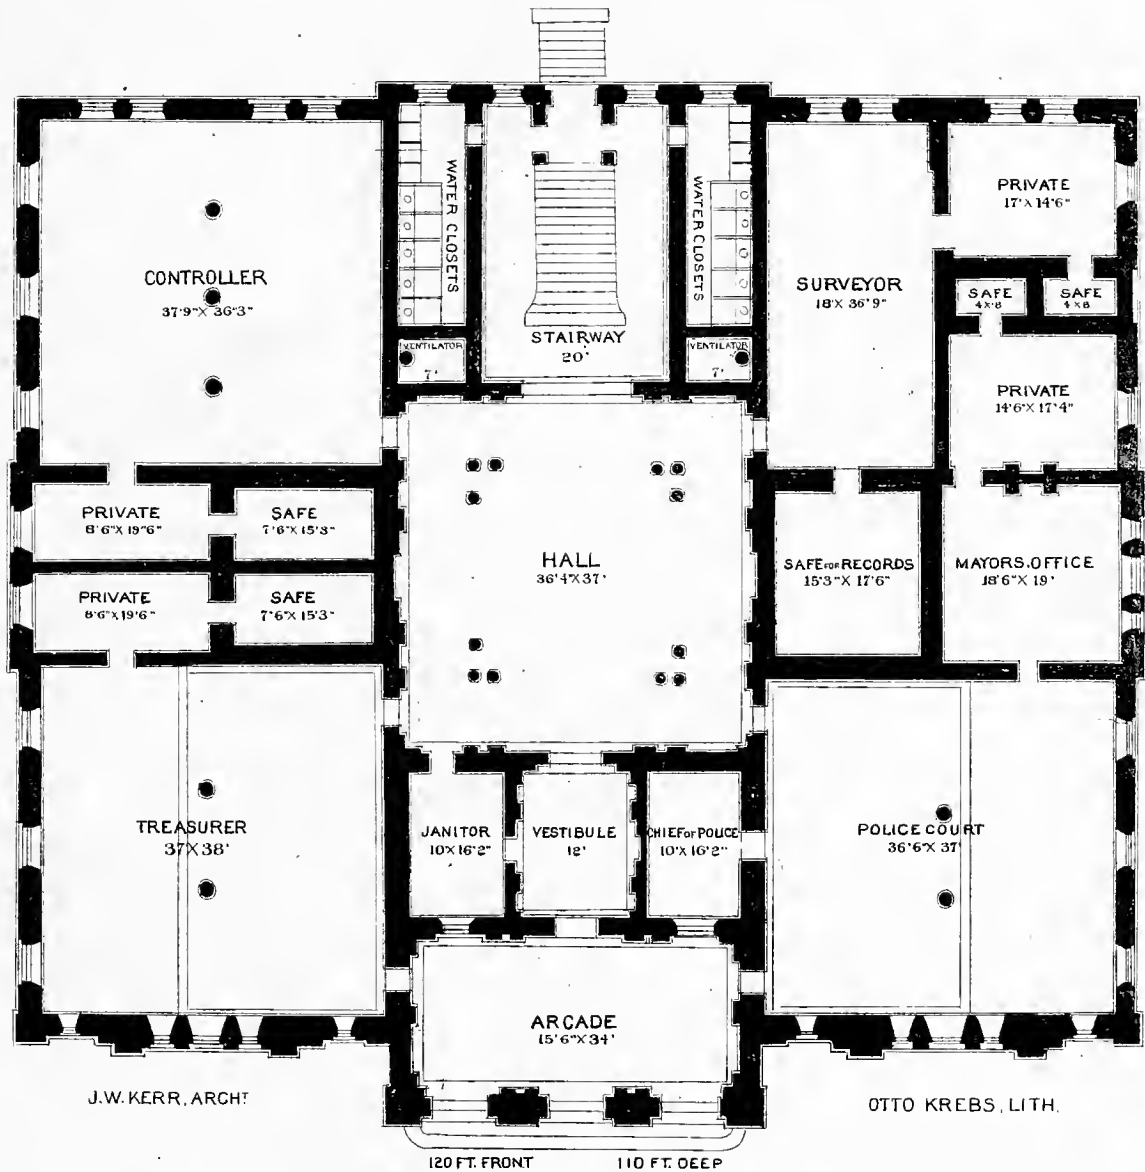 WATER CLOSETS
WATER CLOSETS
PRIVATE
17'X 14'6"
CONTROLLER
37'9"X 36'3"
SURVEYOR
18'X 36'9"
SAFE
4X8
SAFE
4X8
VENTILATOR
7'
STAIRWAY
20'
VENTILATOR
7'
PRIVATE
14'6"X 17'4"
PRIVATE
8'6"X 19'6"
SAFE
7'6"X 15'3"
HALL
36'4"X 37'
SAFE FOR RECORDS
15'3"X 17'6"
MAYORS. OFFICE
18'6"X 19'
PRIVATE
8'6"X 19'6"
SAFE
7'6"X 15'3"
TREASURER
37X 38'
JANITOR
10X 16'2"
VESTIBULE
12'
CHIEF OF POLICE
10'X 16'2"
POLICE COURT
36'6"X 37'
ARCADE
15'6"X 34'
J.W. KERR, ARCHT
OTTO KREBS, LITH.
120 FT. FRONT 110 FT. DEEP